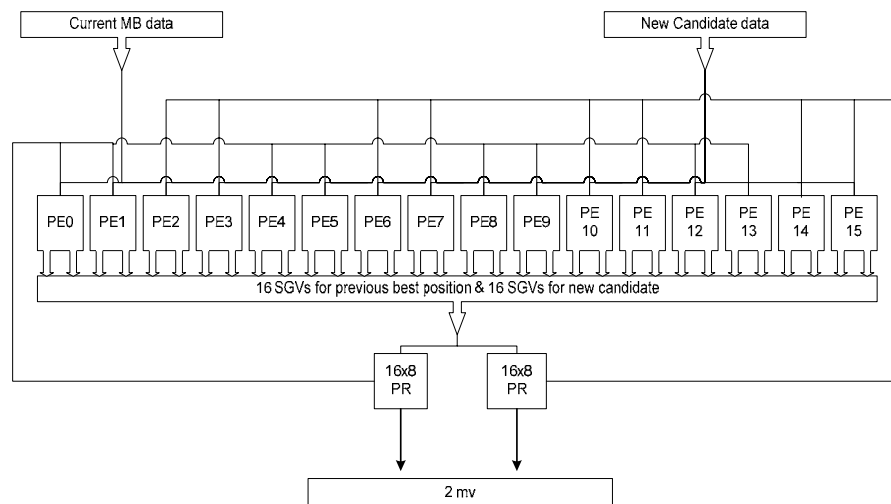 Current MB data
New Candidate data
PE0
PE1
PE2
PE3
PE4
PE5
PE6
PE7
PE8
PE9
PE
10
PE
11
PE
12
PE
13
PE
14
PE
15
16 SGVs for previous best position & 16 SGVs for new candidate
16x8
PR
16x8
PR
2 mv